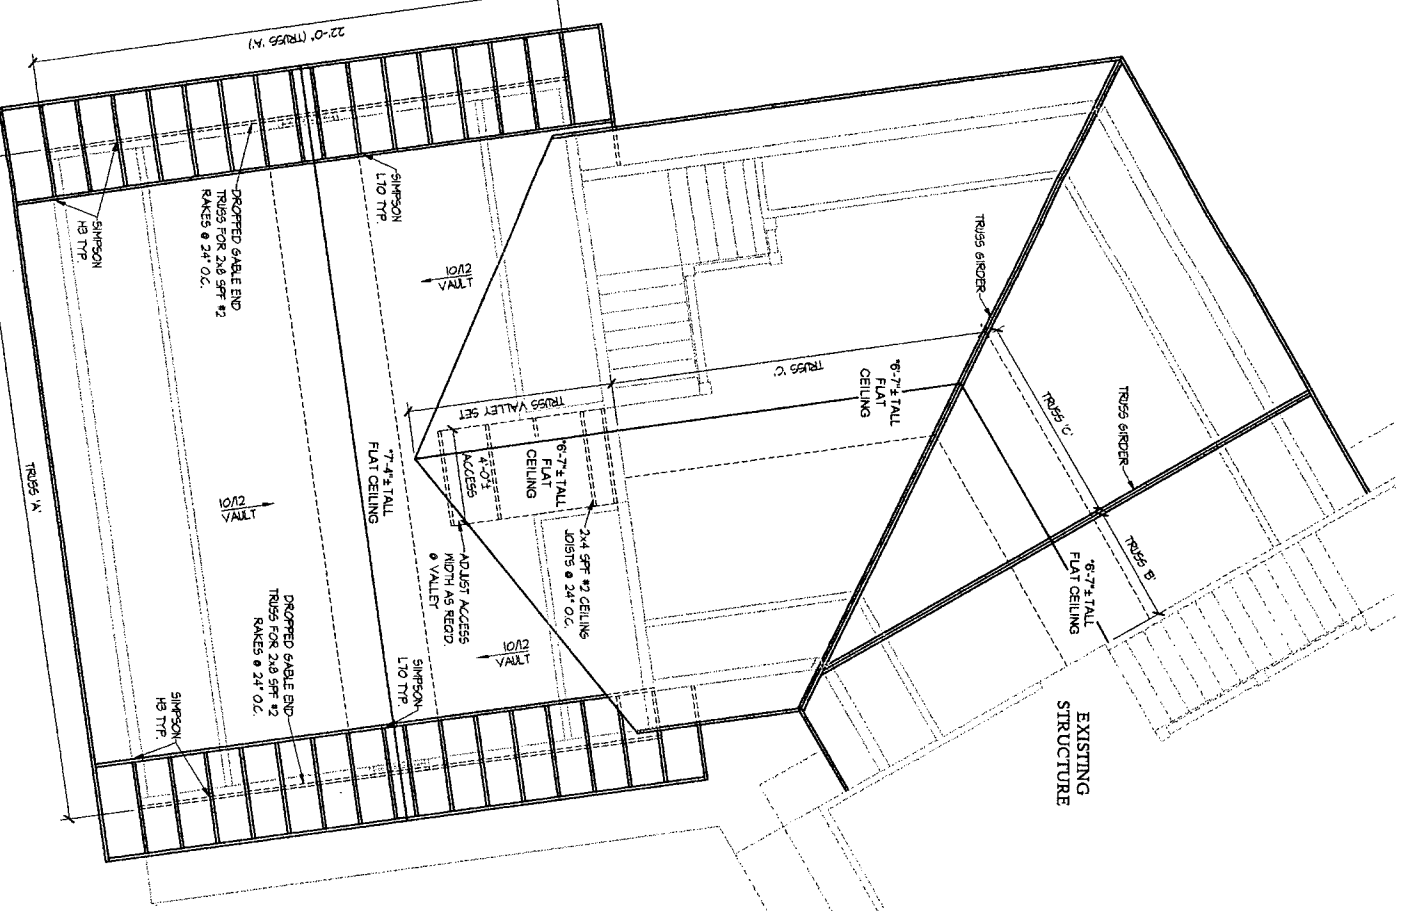 22'-0" (TRUSS 'A')
SIMPSON
H3 TYP.
DROPPED GABLE END
TRUSS FOR 2x8 SPF #2
RAKES @ 24" O.C.
SIMPSON
L70 TYP.
10/12
VAULT
TRUSS GIRDER
TRUSS 'C'
"6'-7"± TALL
FLAT
CEILING
TRUSS 'C'
TRUSS GIRDER
TRUSS 'B'
"6'-7"± TALL
FLAT CEILING
TRUSS VALLEY SET
4'-0"±
ACCESS
"6'-7"± TALL
FLAT
CEILING
2x4 SPF #2 CEILING
JOISTS @ 24" O.C.
"7'-4"± TALL
FLAT CEILING
ADJUST ACCESS
WIDTH AS REQ'D.
@ VALLEY
10/12
VAULT
10/12
VAULT
TRUSS 'A'
DROPPED GABLE END
TRUSS FOR 2x8 SPF #2
RAKES @ 24" O.C.
SIMPSON
L70 TYP.
SIMPSON
H3 TYP.
EXISTING
STRUCTURE